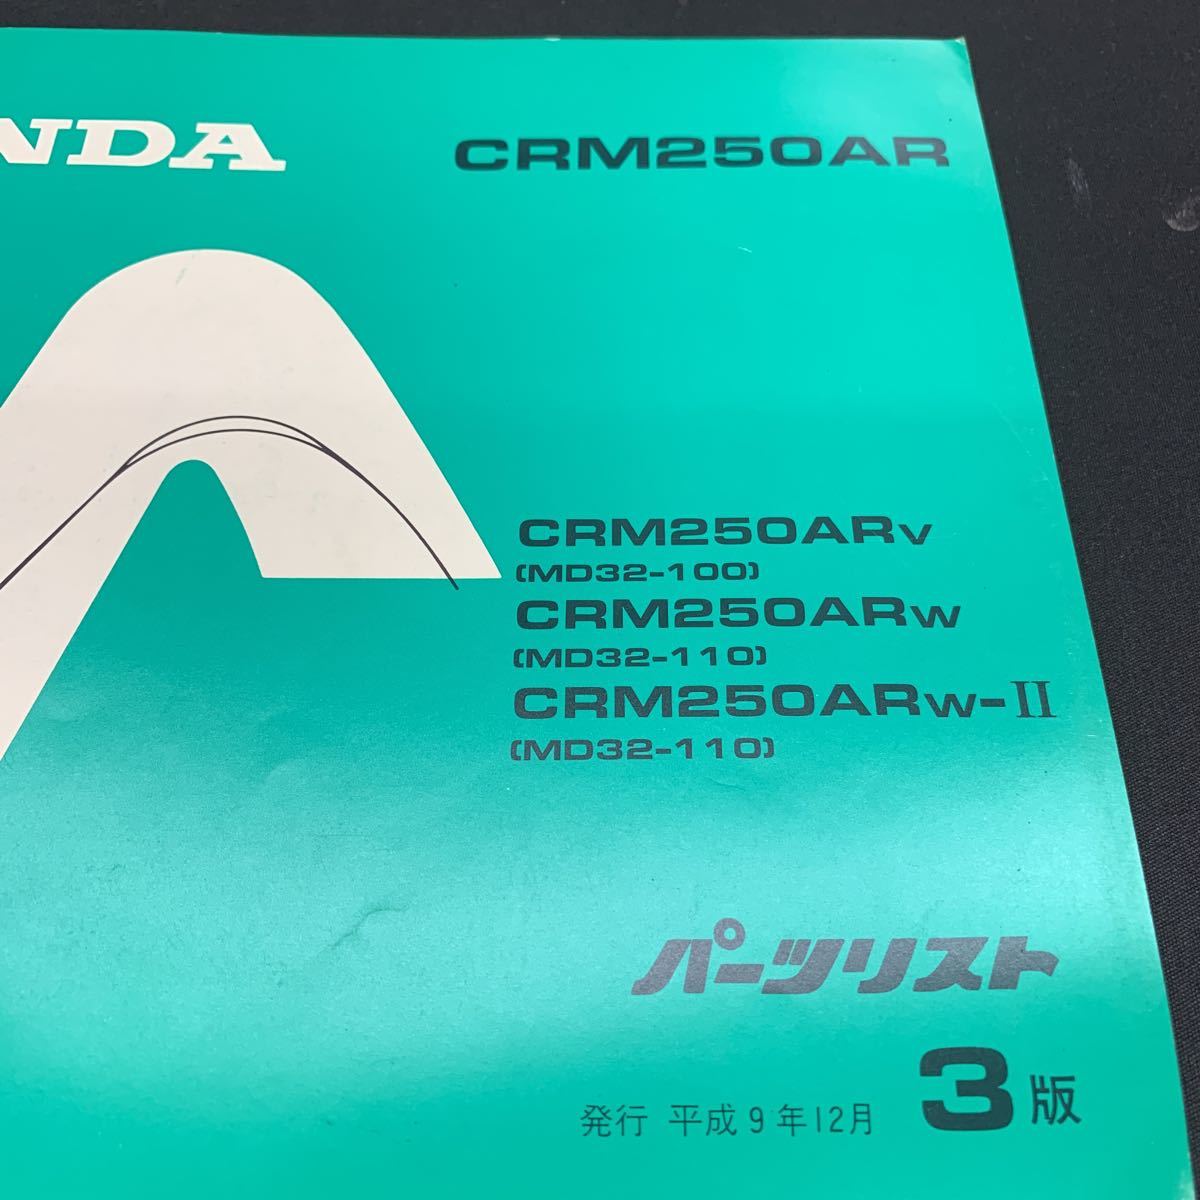 NDA
CRM250AR
CRM250ARV
(MD32-100)
CRM250ARW
(MD32-110)
CRM250ARW-II
(MD32-110)
パーツリスト
発行 平成9年12月 3版